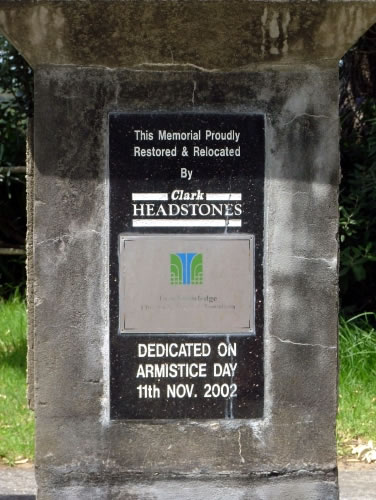 This Memorial Proudly
Restored & Relocated
By
Clark
HEADSTONES
DEDICATED ON
ARMISTICE DAY
11th NOV. 2002